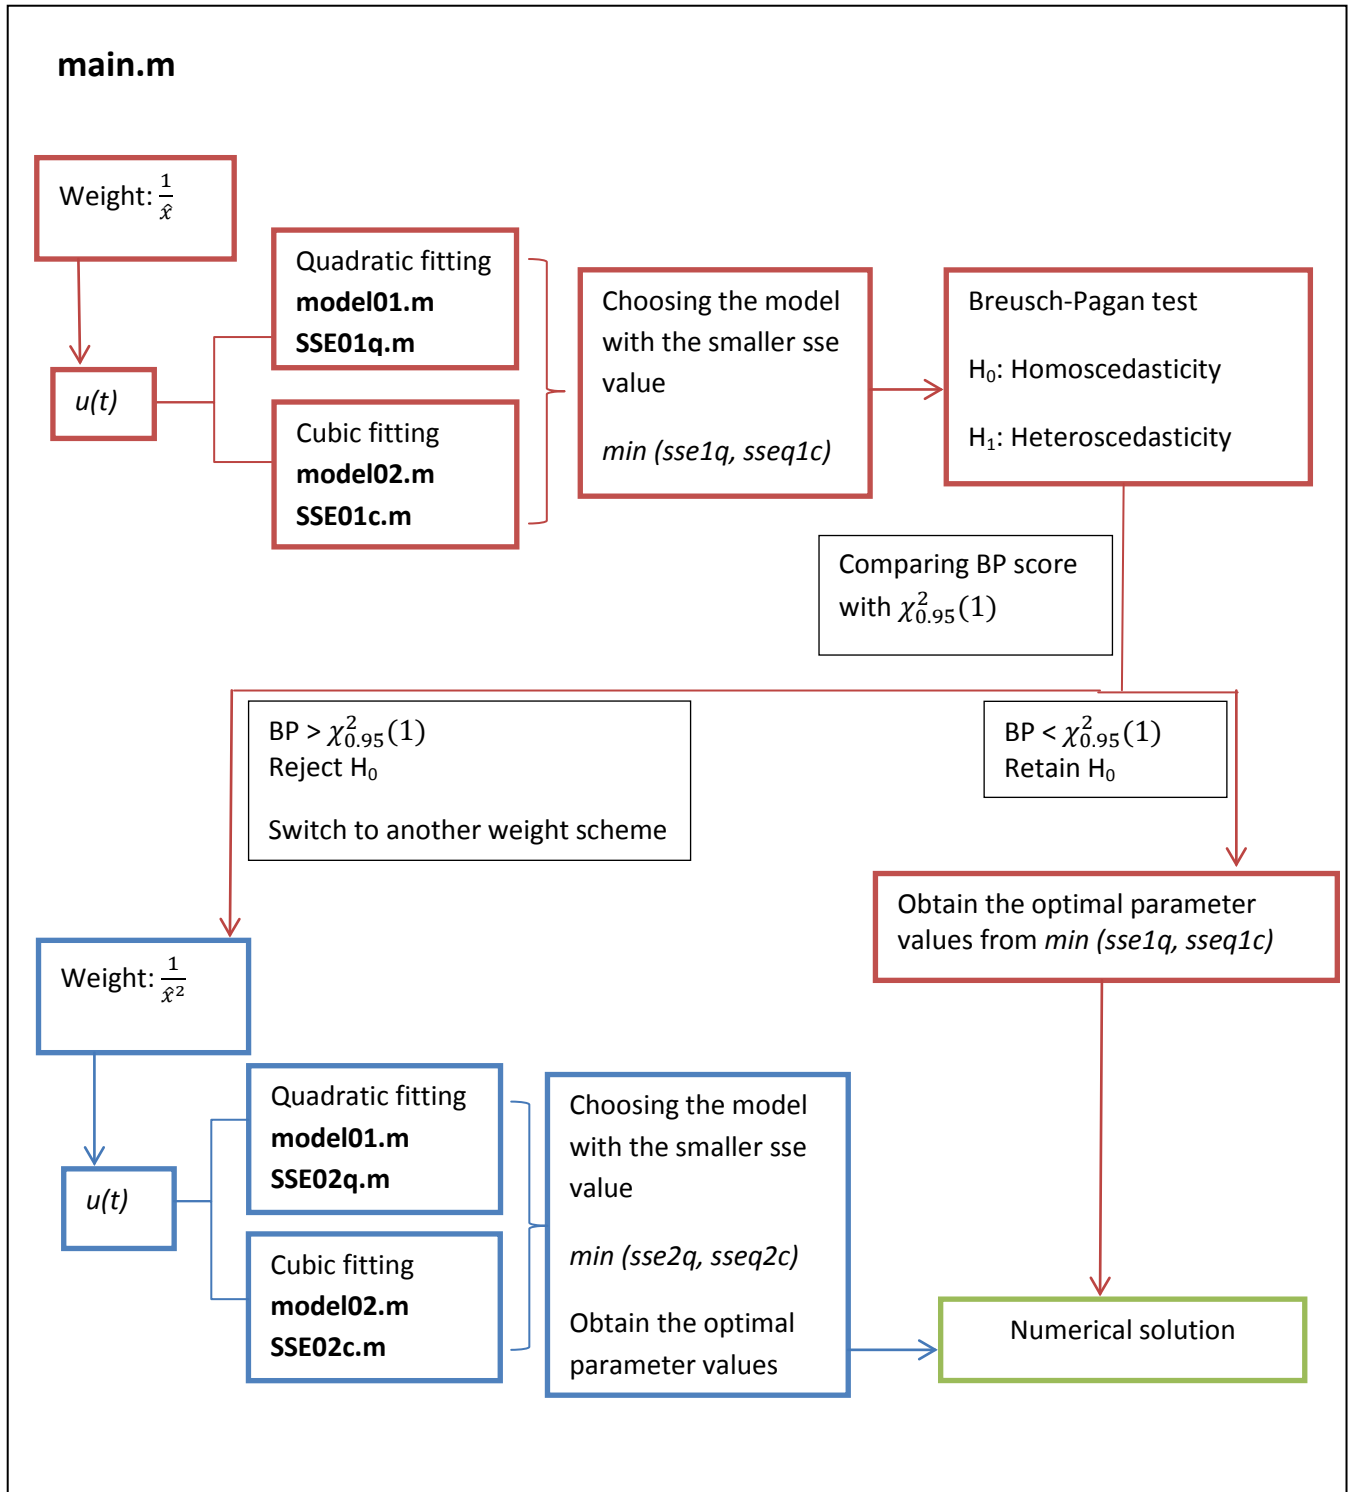 main.m
Weight: 1/x̂
u(t)
Quadratic fitting
model01.m
SSE01q.m
Cubic fitting
model02.m
SSE01c.m
Choosing the model
with the smaller sse
value
min (sse1q, sseq1c)
Breusch-Pagan test
H₀: Homoscedasticity
H₁: Heteroscedasticity
Comparing BP score
with χ²₀.₉₅(1)
BP > χ²₀.₉₅(1)
Reject H₀
Switch to another weight scheme
BP < χ²₀.₉₅(1)
Retain H₀
Obtain the optimal parameter
values from min (sse1q, sseq1c)
Weight: 1/x̂²
u(t)
Quadratic fitting
model01.m
SSE02q.m
Cubic fitting
model02.m
SSE02c.m
Choosing the model
with the smaller sse
value
min (sse2q, sseq2c)
Obtain the optimal
parameter values
Numerical solution